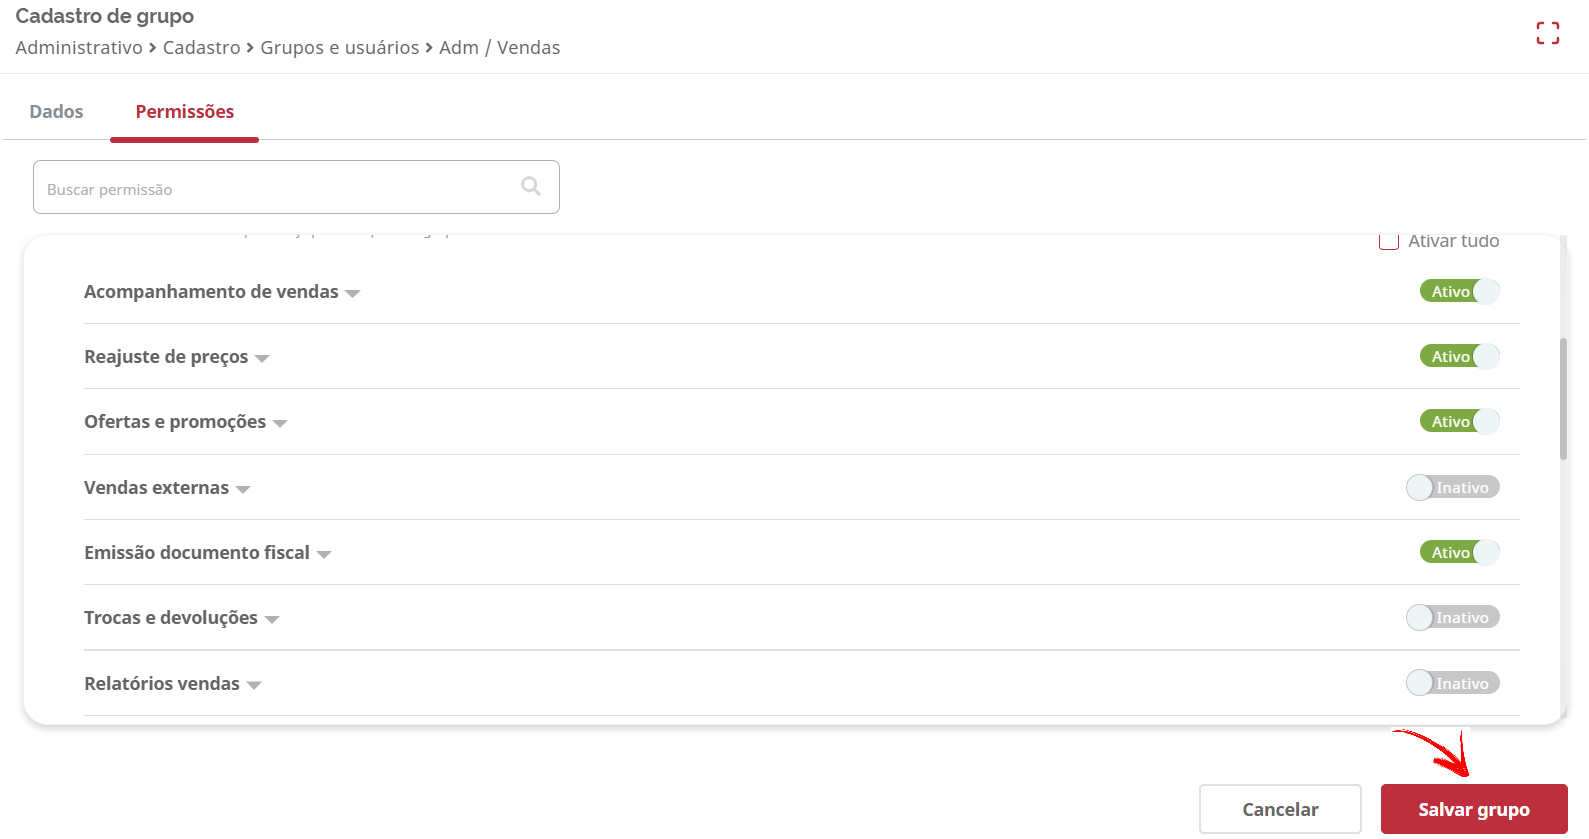 Cadastro de grupo
Administrativo > Cadastro > Grupos e usuários > Adm / Vendas
Dados
Permissões
Buscar permissão
Ativar tudo
Acompanhamento de vendas
Ativo
Reajuste de preços
Ativo
Ofertas e promoções
Ativo
Vendas externas
Inativo
Emissão documento fiscal
Ativo
Trocas e devoluções
Inativo
Relatórios vendas
Inativo
Cancelar
Salvar grupo